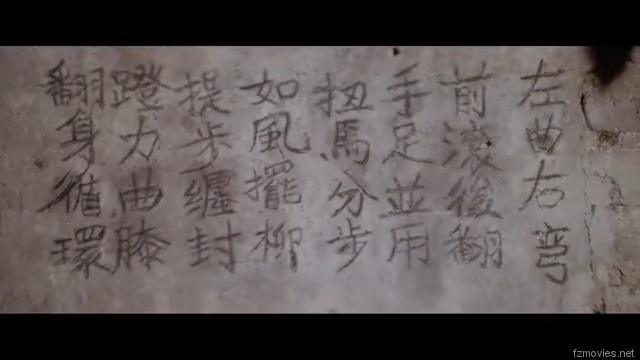 左曲右彎
前滾後翻
手足並用
扭馬分步
如風擺柳
提步纏封
蹬力曲膝
翻身循環
fzmovies.net